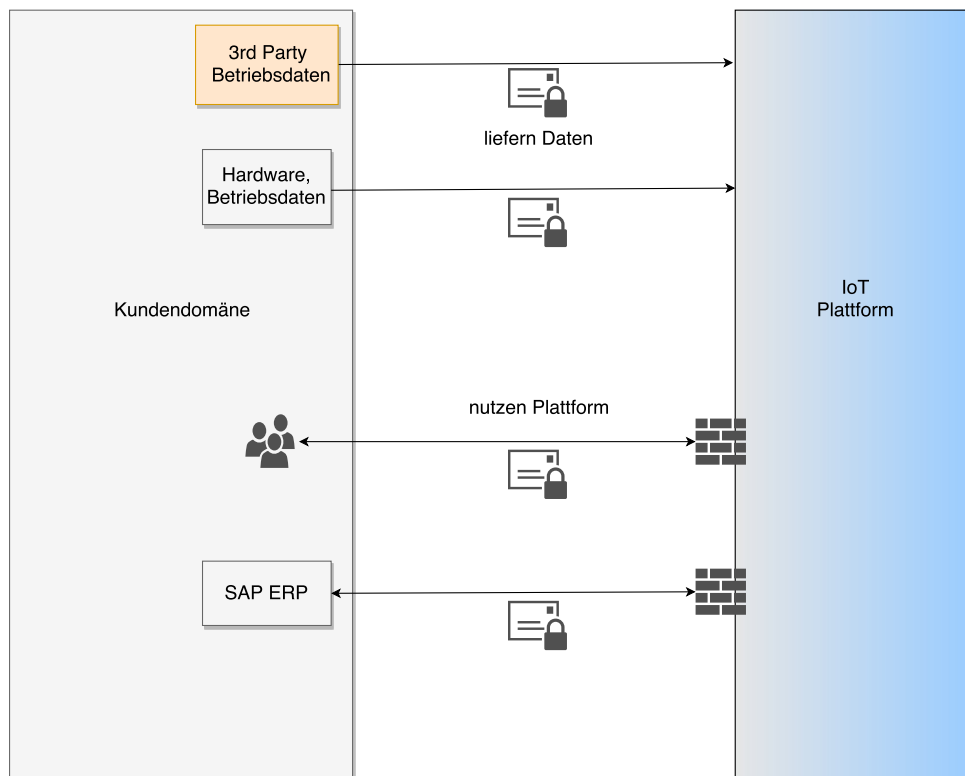 3rd Party
Betriebsdaten
liefern Daten
Hardware,
Betriebsdaten
Kundendomäne
IoT
Plattform
nutzen Plattform
SAP ERP